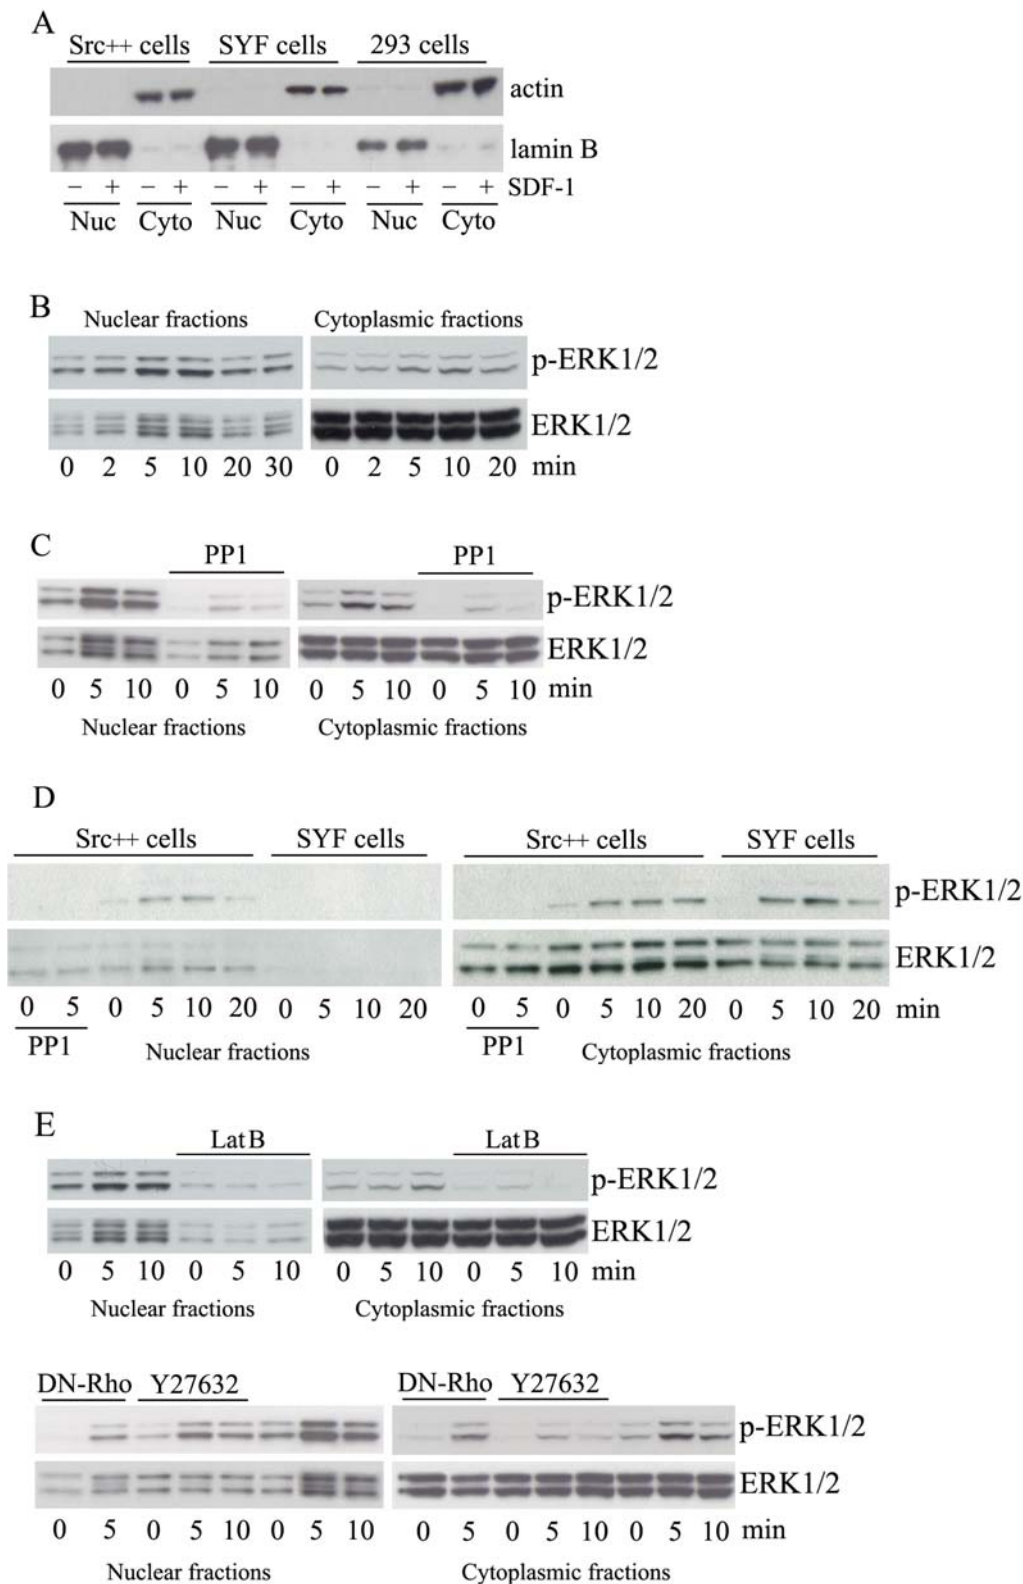 A
Src++ cells SYF cells 293 cells
actin
lamin B
− + − + − + − + − + − + SDF-1
Nuc Cyto Nuc Cyto Nuc Cyto
B
Nuclear fractions Cytoplasmic fractions
p-ERK1/2
ERK1/2
0 2 5 10 20 30 0 2 5 10 20 min
C
PP1 PP1
p-ERK1/2
ERK1/2
0 5 10 0 5 10 0 5 10 0 5 10 min
Nuclear fractions Cytoplasmic fractions
D
Src++ cells SYF cells Src++ cells SYF cells
p-ERK1/2
ERK1/2
0 5 0 5 10 20 0 5 10 20 0 5 0 5 10 20 0 5 10 20 min
PP1 Nuclear fractions PP1 Cytoplasmic fractions
E
LatB LatB
p-ERK1/2
ERK1/2
0 5 10 0 5 10 0 5 10 0 5 10 min
Nuclear fractions Cytoplasmic fractions
DN-Rho Y27632 DN-Rho Y27632
p-ERK1/2
ERK1/2
0 5 0 5 10 0 5 10 0 5 0 5 10 0 5 10 min
Nuclear fractions Cytoplasmic fractions